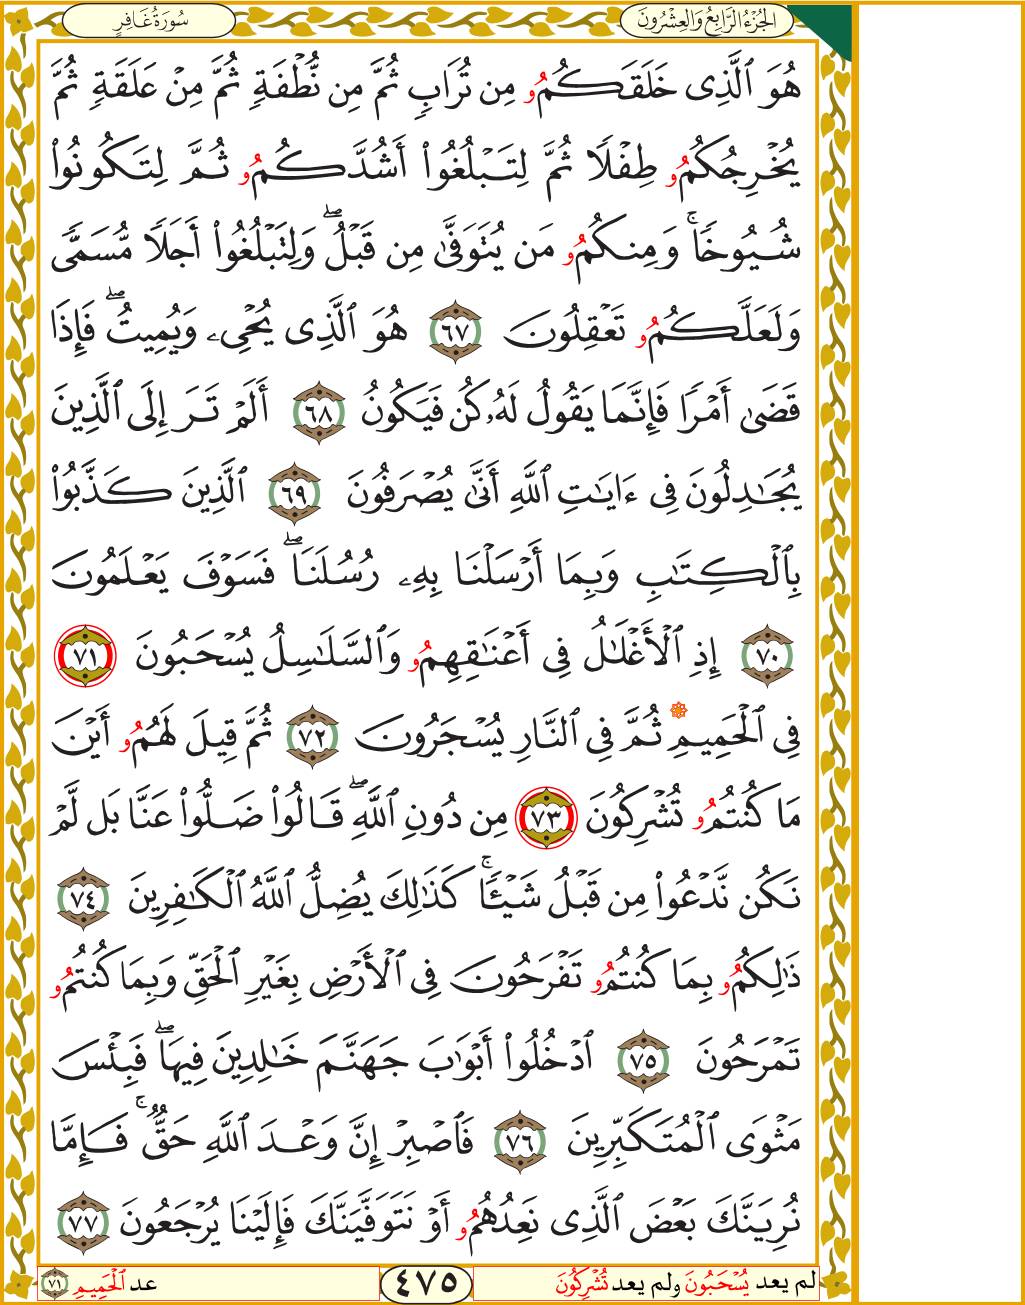 الجُزْءُ الرَّابِعُ وَالعِشْرُونَ
سُورَةُ غَافِرٍ
هُوَ ٱلَّذِى خَلَقَكُمُۥ مِن تُرَابٖ ثُمَّ مِن نُّطۡفَةٖ ثُمَّ مِنۡ عَلَقَةٖ ثُمَّ
يُخۡرِجُكُمُۥ طِفۡلٗا ثُمَّ لِتَبۡلُغُواْ أَشُدَّكُمُۥ ثُمَّ لِتَكُونُواْ
شُيُوخٗاۚ وَمِنكُمُۥ مَن يُتَوَفَّىٰ مِن قَبۡلُۖ وَلِتَبۡلُغُواْ أَجَلٗا مُّسَمّٗى
وَلَعَلَّكُمُۥ تَعۡقِلُونَ ٦٧ هُوَ ٱلَّذِى يُحۡىِۦ وَيُمِيتُۖ فَإِذَا
قَضَىٰ أَمۡرٗا فَإِنَّمَا يَقُولُ لَهُۥ كُن فَيَكُونُ ٦٨ أَلَمۡ تَرَ إِلَى ٱلَّذِينَ
يُجَٰدِلُونَ فِى ءَايَٰتِ ٱللَّهِ أَنَّىٰ يُصۡرَفُونَ ٦٩ ٱلَّذِينَ كَذَّبُواْ
بِٱلۡكِتَٰبِ وَبِمَا أَرۡسَلۡنَا بِهِۦ رُسُلَنَاۖ فَسَوۡفَ يَعۡلَمُونَ
٧٠ إِذِ ٱلۡأَغۡلَٰلُ فِى أَعۡنَٰقِهِمُۥ وَٱلسَّلَٰسِلُ يُسۡحَبُونَ ٧١
فِى ٱلۡحَمِيمِ ثُمَّ فِى ٱلنَّارِ يُسۡجَرُونَ ٧٢ ثُمَّ قِيلَ لَهُمُۥ أَيۡنَ
مَا كُنتُمُۥ تُشۡرِكُونَ ٧٣ مِن دُونِ ٱللَّهِۖ قَالُواْ ضَلُّواْ عَنَّا بَل لَّمۡ
نَكُن نَّدۡعُواْ مِن قَبۡلُ شَيۡـٔٗاۚ كَذَٰلِكَ يُضِلُّ ٱللَّهُ ٱلۡكَٰفِرِينَ ٧٤
ذَٰلِكُمُۥ بِمَا كُنتُمُۥ تَفۡرَحُونَ فِى ٱلۡأَرۡضِ بِغَيۡرِ ٱلۡحَقِّ وَبِمَا كُنتُمُۥ
تَمۡرَحُونَ ٧٥ ٱدۡخُلُواْ أَبۡوَٰبَ جَهَنَّمَ خَٰلِدِينَ فِيهَاۖ فَبِئۡسَ
مَثۡوَى ٱلۡمُتَكَبِّرِينَ ٧٦ فَٱصۡبِرۡ إِنَّ وَعۡدَ ٱللَّهِ حَقّٞۚ فَإِمَّا
نُرِيَنَّكَ بَعۡضَ ٱلَّذِى نَعِدُهُمُۥ أَوۡ نَتَوَفَّيَنَّكَ فَإِلَيۡنَا يُرۡجَعُونَ ٧٧
لم يعد يُسۡحَبُونَ ولم يعد تُشۡرِكُونَ
٤٧٥
عد ٱلۡحَمِيمِ ٧١